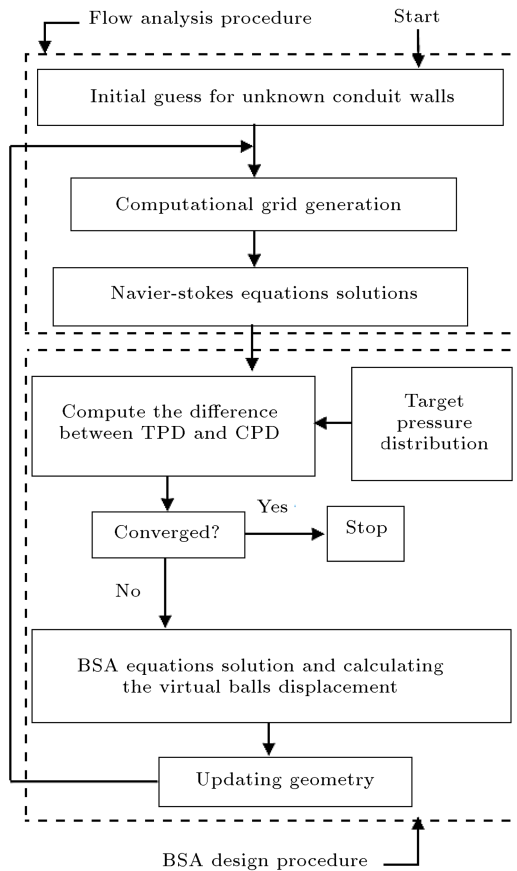 Flow analysis procedure
Start
Initial guess for unknown conduit walls
Computational grid generation
Navier-stokes equations solutions
Compute the difference
between TPD and CPD
Target
pressure
distribution
Converged?
Yes
Stop
No
BSA equations solution and calculating
the virtual balls displacement
Updating geometry
BSA design procedure